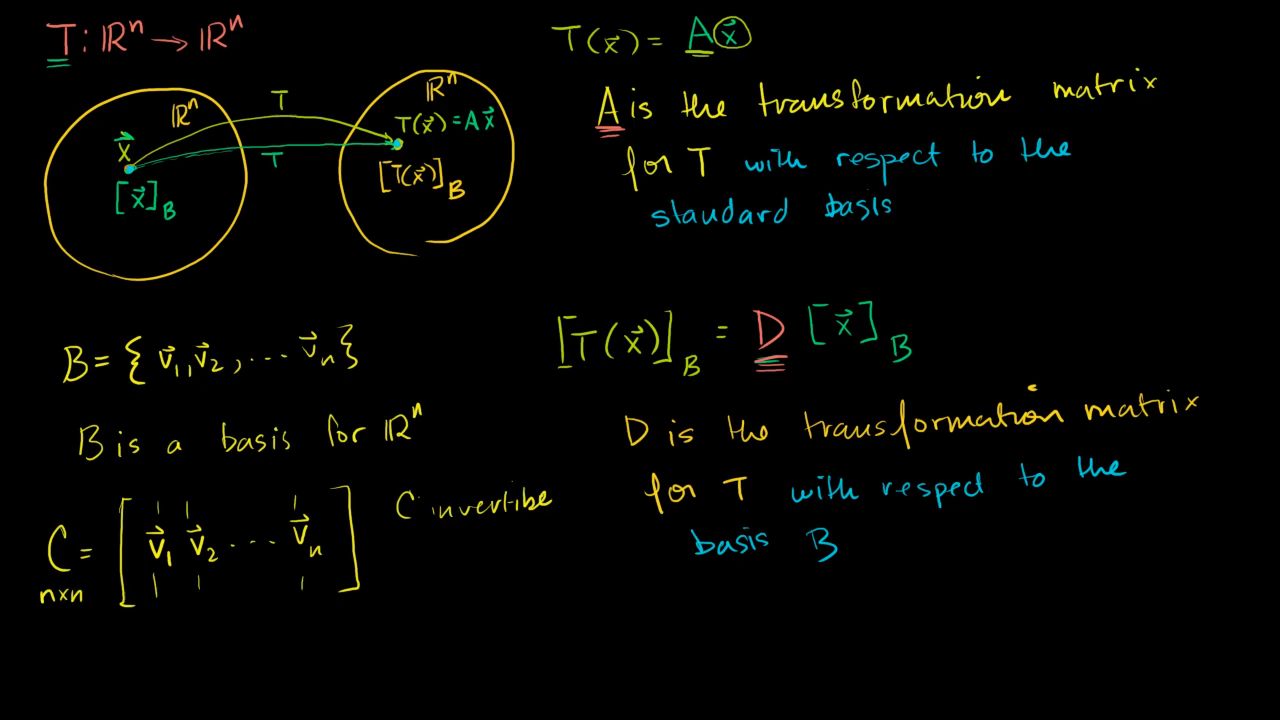 T : ℝⁿ → ℝⁿ
ℝⁿ
T
x⃗
T
[x⃗]_B
ℝⁿ
T(x⃗) = Ax⃗
[T(x⃗)]_B
B = { v⃗₁, v⃗₂, ... v⃗ₙ }
B is a basis for ℝⁿ
C = [ v⃗₁ v⃗₂ ... v⃗ₙ ]
n×n
C invertibe
T(x⃗) = Ax⃗
A is the transformation matrix
for T with respect to the
standard basis
[T(x⃗)]_B = D [x⃗]_B
D is the transformation matrix
for T with respect to the
basis B